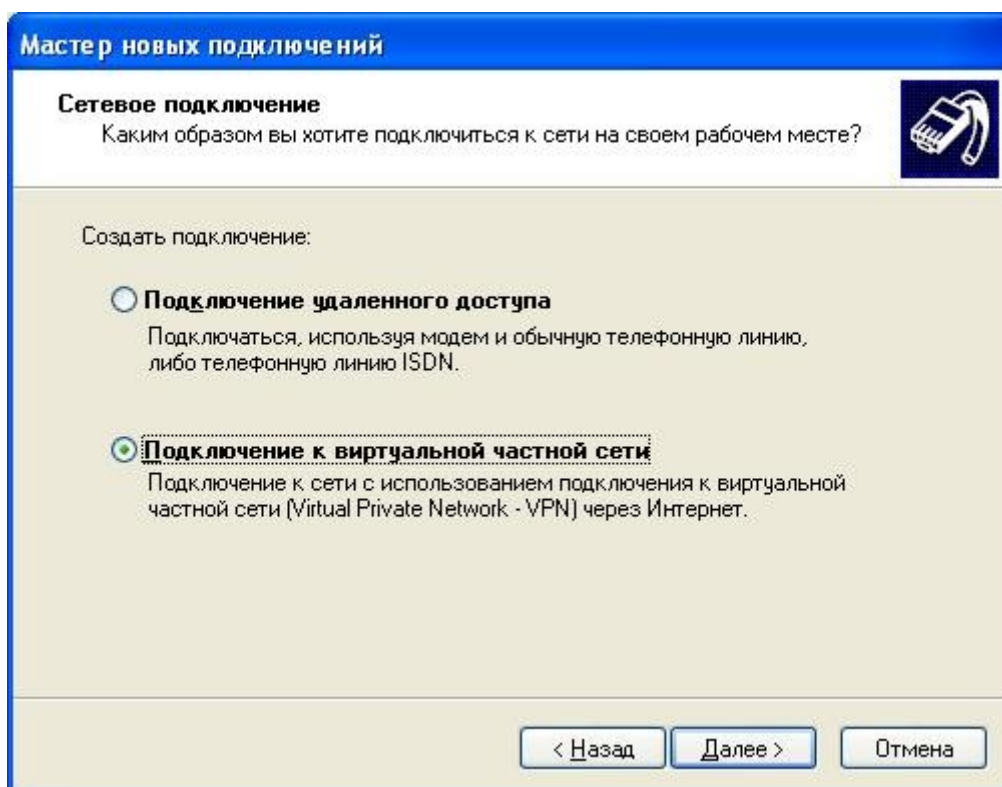 Мастер новых подключений
Сетевое подключение
Каким образом вы хотите подключиться к сети на своем рабочем месте?
Создать подключение:
Подключение удаленного доступа
Подключаться, используя модем и обычную телефонную линию,
либо телефонную линию ISDN.
Подключение к виртуальной частной сети
Подключение к сети с использованием подключения к виртуальной
частной сети (Virtual Private Network - VPN) через Интернет.
< Назад Далее > Отмена